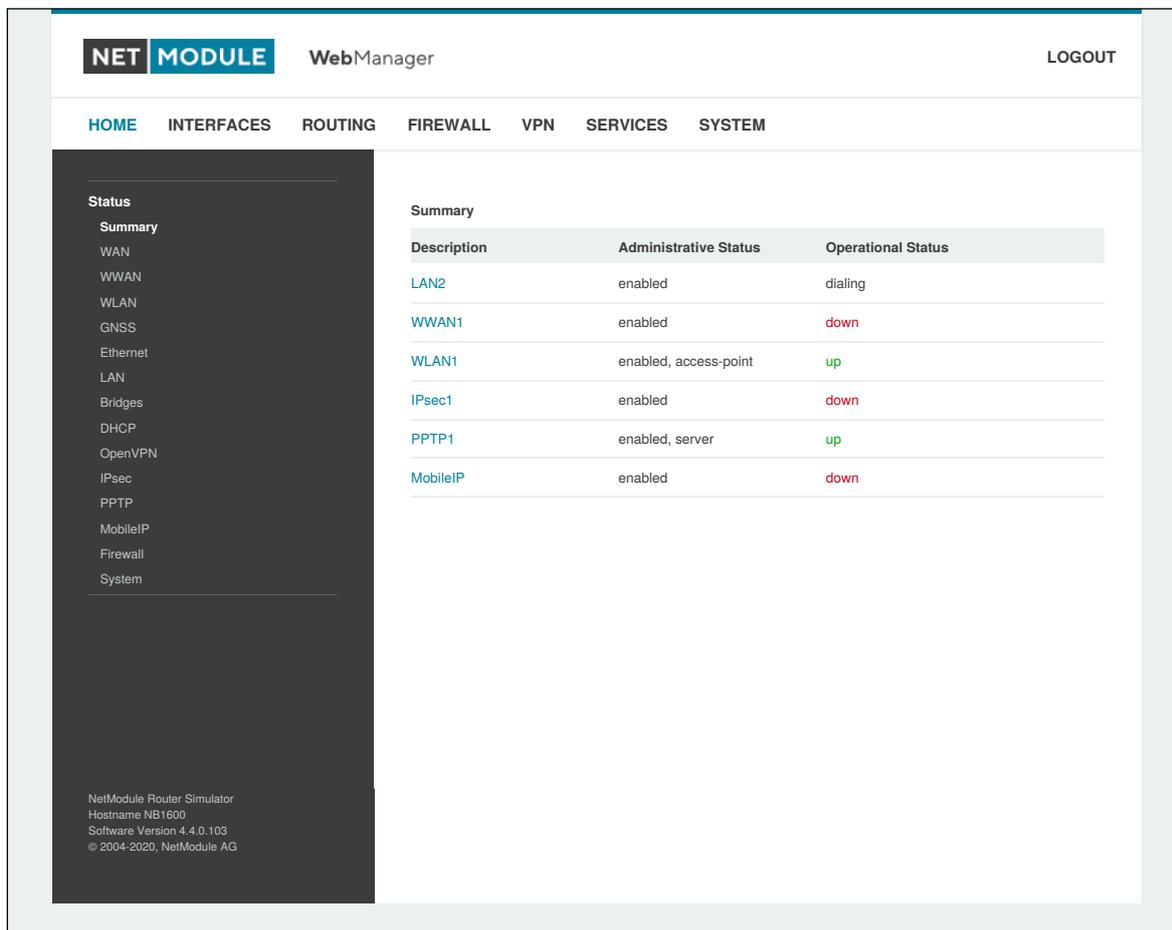 NET MODULE WebManager LOGOUT
HOME INTERFACES ROUTING FIREWALL VPN SERVICES SYSTEM
Status
Summary
WAN
WWAN
WLAN
GNSS
Ethernet
LAN
Bridges
DHCP
OpenVPN
IPsec
PPTP
MobileIP
Firewall
System
NetModule Router Simulator
Hostname NB1600
Software Version 4.4.0.103
© 2004-2020, NetModule AG
Summary
Description Administrative Status Operational Status
LAN2 enabled dialing
WWAN1 enabled down
WLAN1 enabled, access-point up
IPsec1 enabled down
PPTP1 enabled, server up
MobileIP enabled down